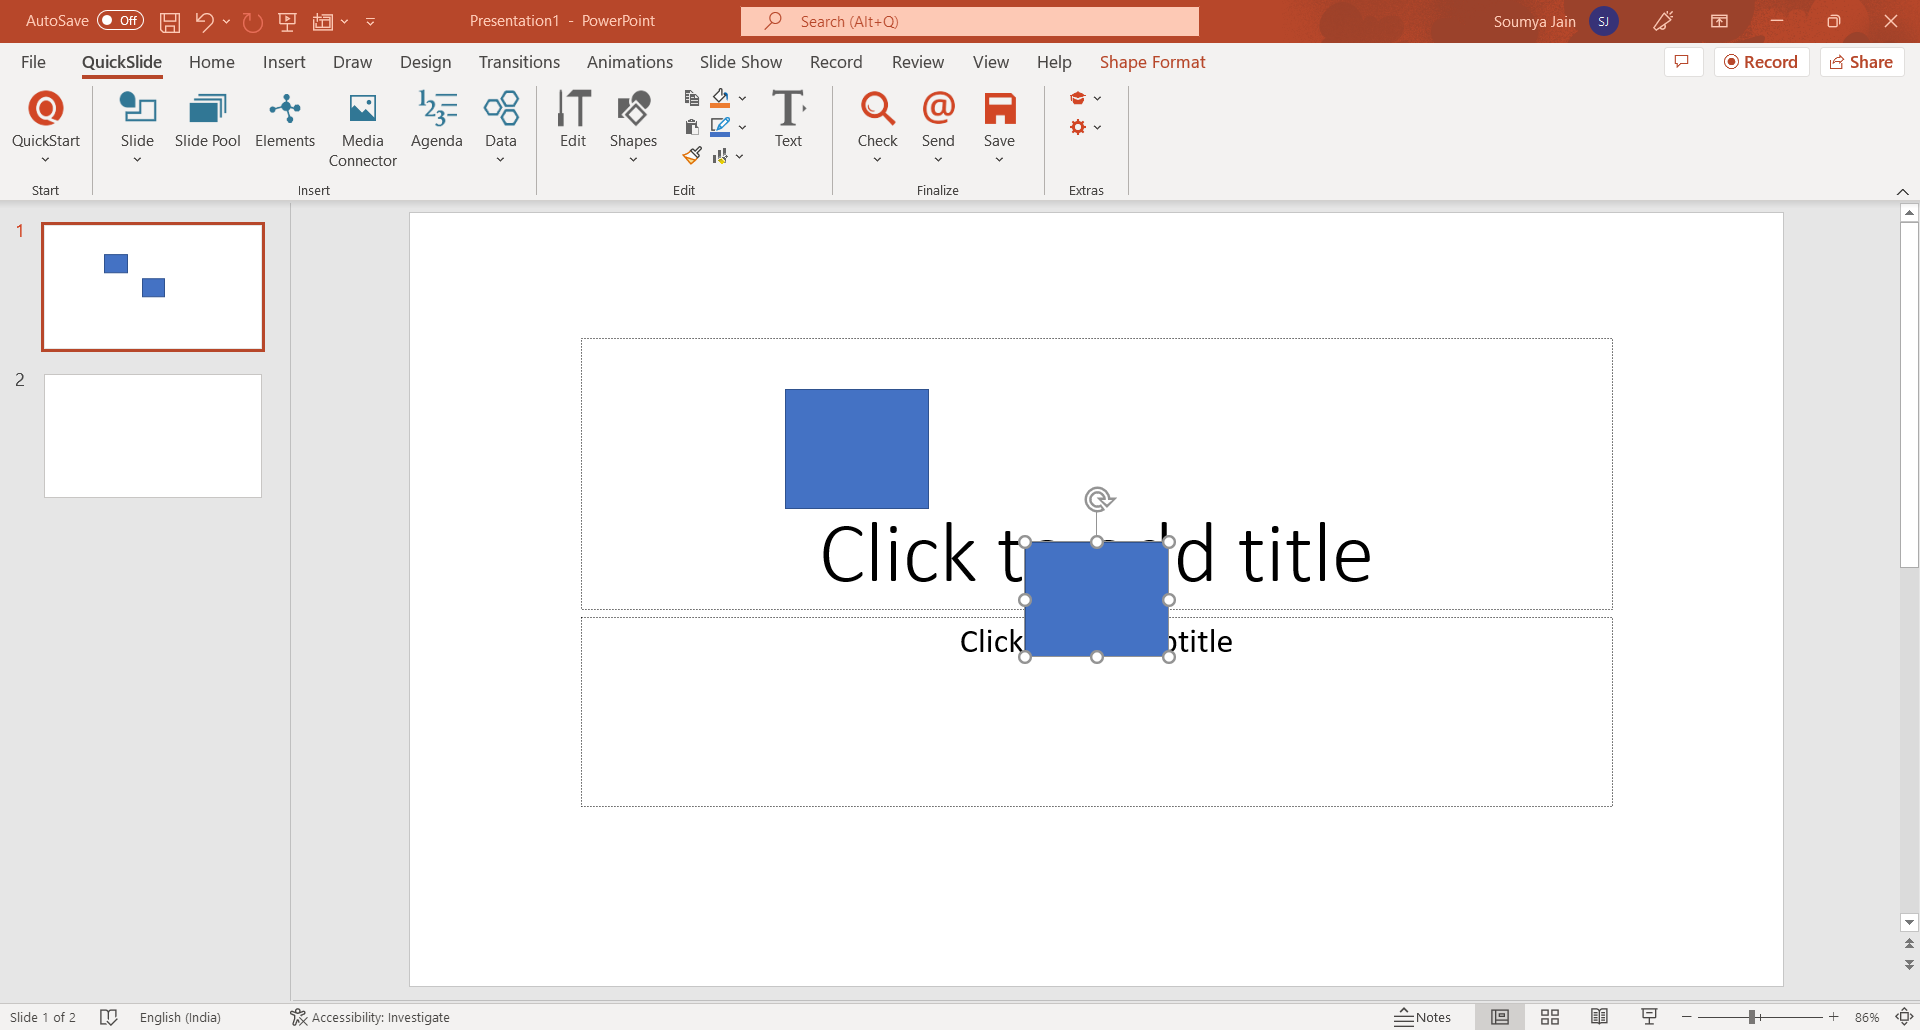 AutoSave Off Presentation1 - PowerPoint Search (Alt+Q) Soumya Jain SJ
File QuickSlide Home Insert Draw Design Transitions Animations Slide Show Record Review View Help Shape Format Record Share
QuickStart Slide Slide Pool Elements Media Connector Agenda Data Edit Shapes Text Check Send Save
Start Insert Edit Finalize Extras
1
2
Click d title
Click title
Slide 1 of 2 English (India) Accessibility: Investigate Notes 86%